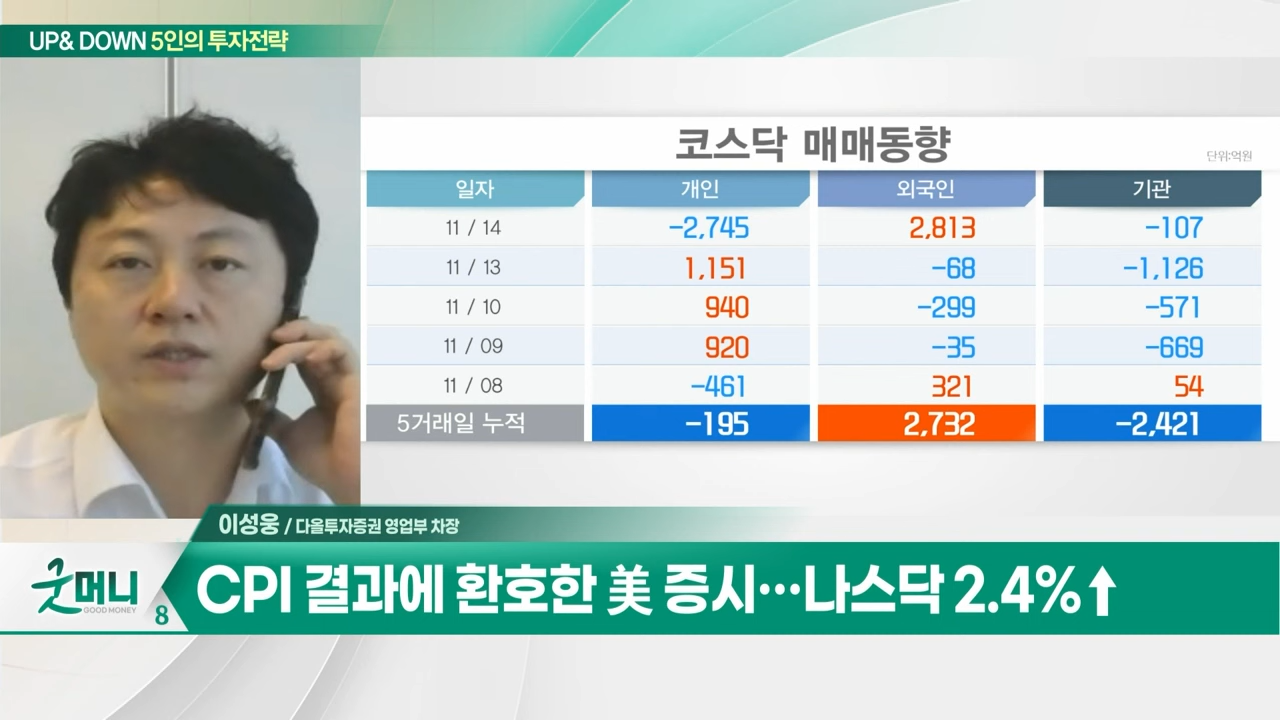 UP& DOWN 5인의 투자전략
코스닥 매매동향
단위:억원
일자 개인 외국인 기관
11 / 14 -2,745 2,813 -107
11 / 13 1,151 -68 -1,126
11 / 10 940 -299 -571
11 / 09 920 -35 -669
11 / 08 -461 321 54
5거래일 누적 -195 2,732 -2,421
이성웅 / 다올투자증권 영업부 차장
굿머니
GOOD MONEY
8
CPI 결과에 환호한 美 증시…나스닥 2.4%↑